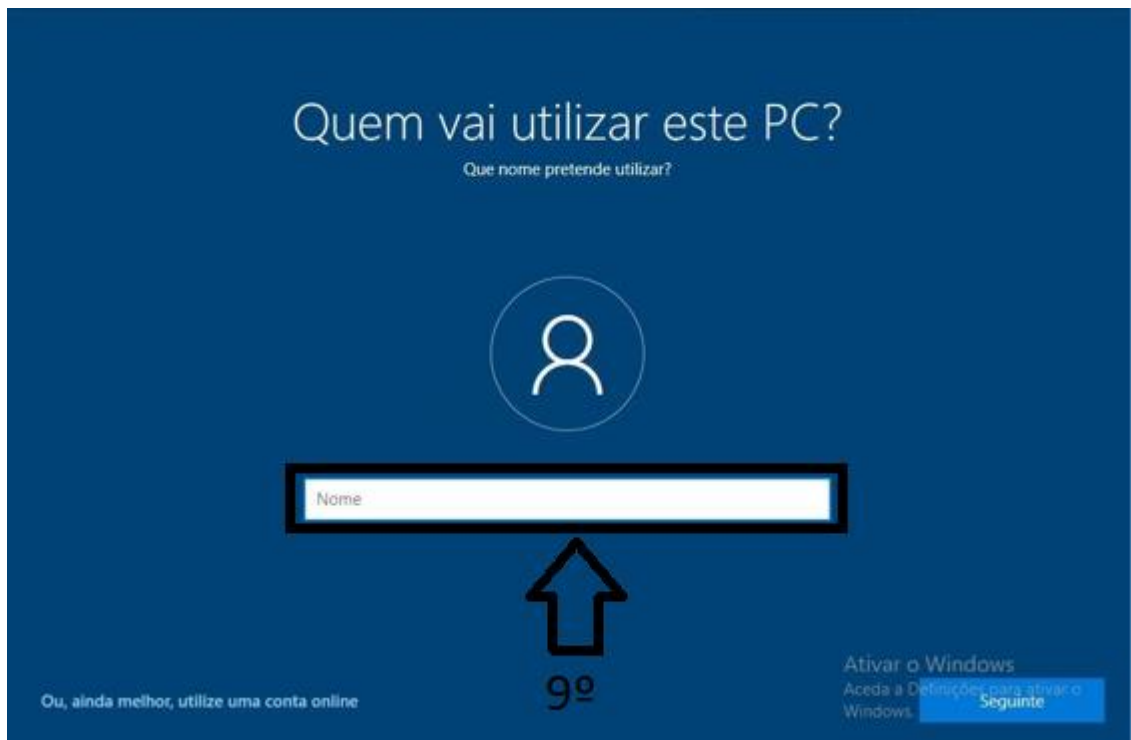 Quem vai utilizar este PC?
Que nome pretende utilizar?
Nome
9º
Ativar o Windows
Aceda a Definições para ativar o
Windows.
Ou, ainda melhor, utilize uma conta online
Seguinte